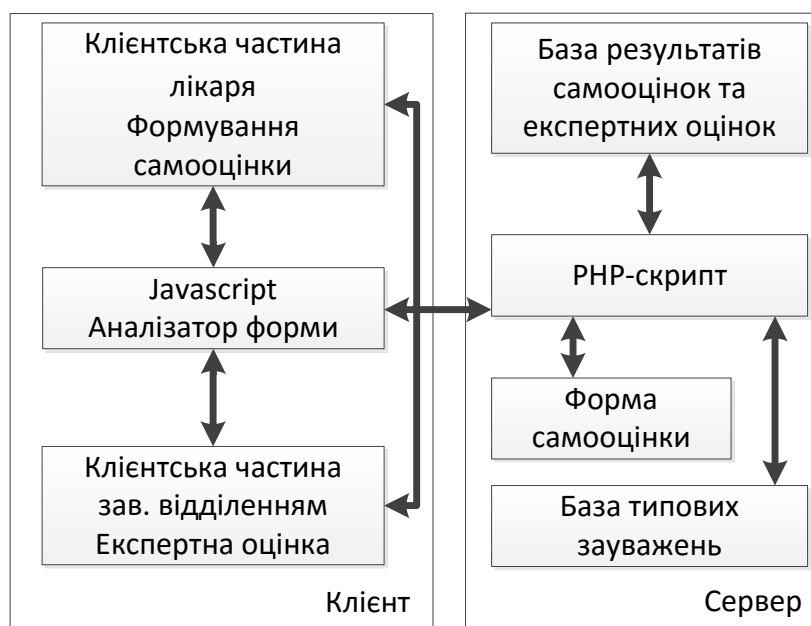 Клієнтська частина
лікаря
Формування
самооцінки
Javascript
Аналізатор форми
Клієнтська частина
зав. відділенням
Експертна оцінка
Клієнт
База результатів
самооцінок та
експертних оцінок
PHP-скрипт
Форма
самооцінки
База типових
зауважень
Сервер